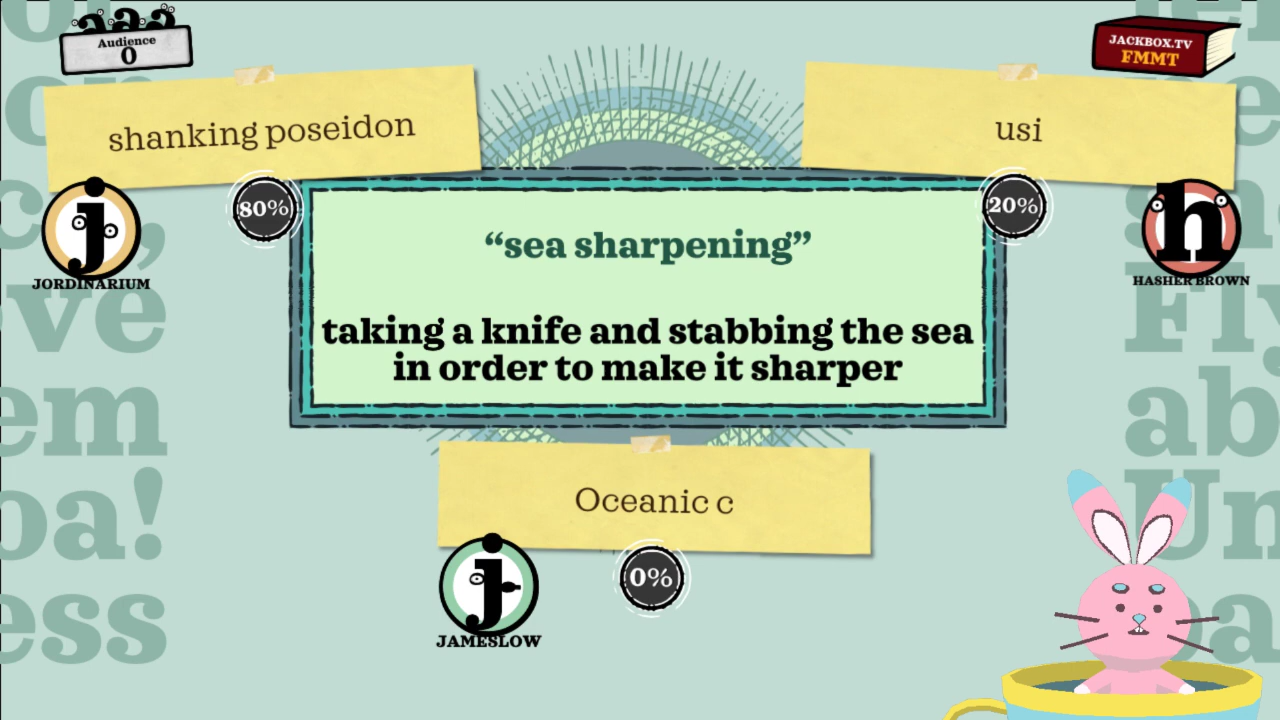 Audience
0
JACKBOX.TV
FMMT
shanking poseidon
usi
80%
20%
JORDINARIUM
HASHER BROWN
“sea sharpening”
taking a knife and stabbing the sea
in order to make it sharper
Oceanic c
0%
JAMESLOW